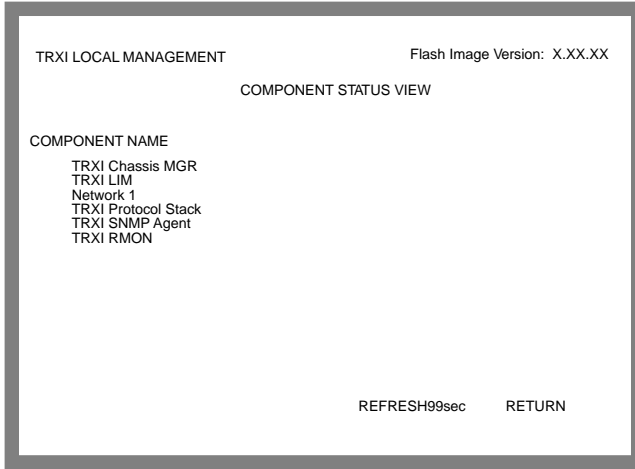 TRXI LOCAL MANAGEMENT Flash Image Version: X.XX.XX
COMPONENT STATUS VIEW
COMPONENT NAME
TRXI Chassis MGR
TRXI LIM
Network 1
TRXI Protocol Stack
TRXI SNMP Agent
TRXI RMON
REFRESH99sec RETURN